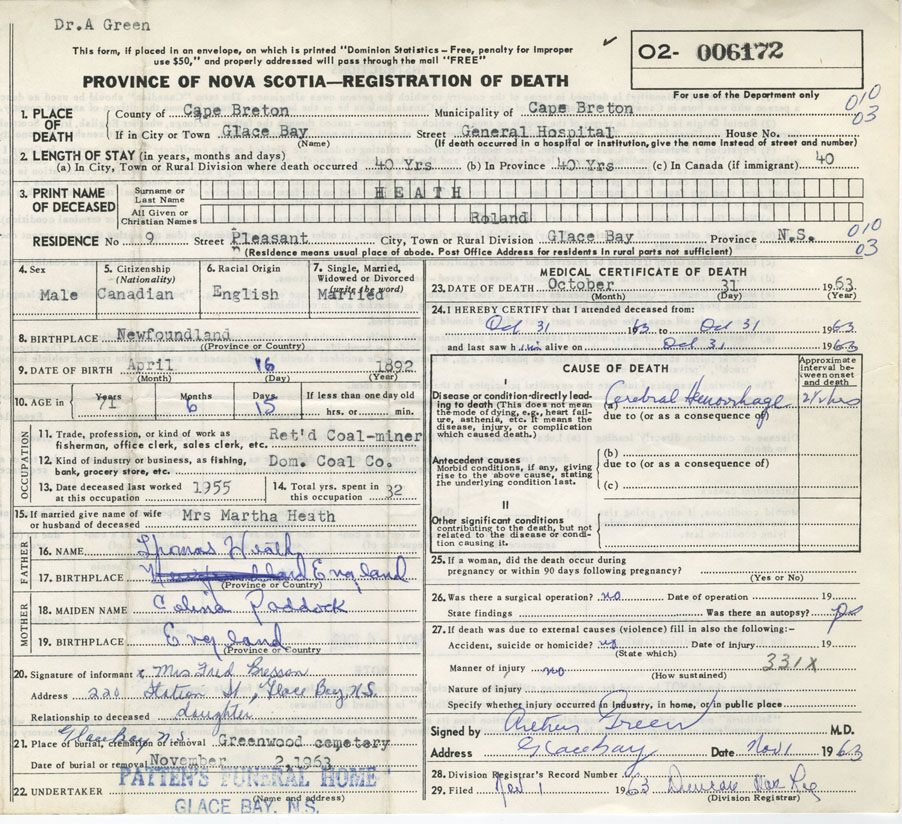 Dr.A Green
This form, if placed in an envelope, on which is printed "Dominion Statistics – Free, penalty for improper
use $50," and properly addressed will pass through the mail "FREE"
O2- 006172
PROVINCE OF NOVA SCOTIA—REGISTRATION OF DEATH
For use of the Department only
010
03
1. PLACE OF DEATH
County of Cape Breton Municipality of Cape Breton
If in City or Town Glace Bay Street General Hospital House No.
(Name) (If death occurred in a hospital or institution, give the name instead of street and number)
2. LENGTH OF STAY (in years, months and days)
(a) In City, Town or Rural Division where death occurred 40 Yrs (b) In Province 40 Yrs (c) In Canada (if immigrant) 40
3. PRINT NAME OF DECEASED
Surname or Last Name HEATH
All Given or Christian Names Roland
010
03
RESIDENCE No 9 Street Pleasant City, Town or Rural Division Glace Bay Province N.S.
(Residence means usual place of abode. Post Office Address for residents in rural parts not sufficient)
4. Sex Male
5. Citizenship (Nationality) Canadian
6. Racial Origin English
7. Single, Married, Widowed or Divorced (write the word) Married
8. BIRTHPLACE Newfoundland
(Province or Country)
9. DATE OF BIRTH April 16 1892
(Month) (Day) (Year)
10. AGE in Years 71 Months 6 Days 15 If less than one day old
hrs. or min.
OCCUPATION
11. Trade, profession, or kind of work as fisherman, office clerk, sales clerk, etc. Ret'd Coal-miner
12. Kind of industry or business, as fishing, bank, grocery store, etc. Dom. Coal Co.
13. Date deceased last worked at this occupation 1955
14. Total yrs. spent in this occupation 32
15. If married give name of wife or husband of deceased Mrs Martha Heath
FATHER
16. NAME Thomas Heath
17. BIRTHPLACE England
(Province or Country)
MOTHER
18. MAIDEN NAME Celina Paddock
19. BIRTHPLACE England
(Province or Country)
20. Signature of informant x Mrs Fred
Address 220 Station St, Glace Bay, N.S.
Relationship to deceased daughter
Glace Bay N.S.
21. Place of burial, cremation or removal Greenwood cemetery
Date of burial or removal November 2,1963
22. UNDERTAKER PATTEN'S FUNERAL HOME
(Name and address)
GLACE BAY. N.S.
MEDICAL CERTIFICATE OF DEATH
23. DATE OF DEATH October 31 1963
(Month) (Day) (Year)
24. I HEREBY CERTIFY that I attended deceased from:
Oct 31 1963 to Oct 31 1963
and last saw him alive on Oct 31 1963
CAUSE OF DEATH
Approximate interval between onset and death
Disease or condition directly leading to death (This does not mean the mode of dying, e.g., heart failure, asthenia, etc. It means the disease, injury, or complication which caused death.)
(a) Cerebral Hemorrhage
due to (or as a consequence of)
Antecedent causes
Morbid conditions, if any, giving rise to the above cause, stating the underlying condition last.
(b)
due to (or as a consequence of)
(c)
II
Other significant conditions
contributing to the death, but not related to the disease or condition causing it.
25. If a woman, did the death occur during
pregnancy or within 90 days following pregnancy?
(Yes or No)
26. Was there a surgical operation? no Date of operation 19
State findings Was there an autopsy?
27. If death was due to external causes (violence) fill in also the following:–
Accident, suicide or homicide? no Date of injury 19
(State which)
331X
Manner of injury no
(How sustained)
Nature of injury
Specify whether injury occurred in industry, in home, or in public place
Signed by Arthur Green M.D.
Address Glace Bay Date Nov 1 1963
28. Division Registrar's Record Number
29. Filed Nov 1 1963 Duncan
(Division Registrar)